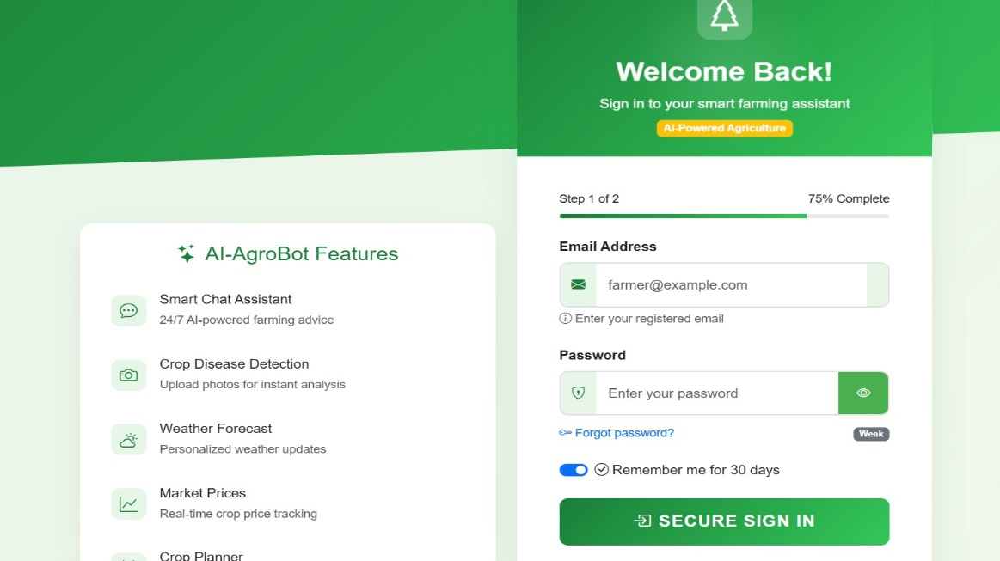 Welcome Back!
Sign in to your smart farming assistant
AI-Powered Agriculture
Step 1 of 2
75% Complete
Email Address
farmer@example.com
Enter your registered email
Password
Enter your password
Forgot password?
Weak
Remember me for 30 days
SECURE SIGN IN
AI-AgroBot Features
Smart Chat Assistant
24/7 AI-powered farming advice
Crop Disease Detection
Upload photos for instant analysis
Weather Forecast
Personalized weather updates
Market Prices
Real-time crop price tracking
Crop Planner